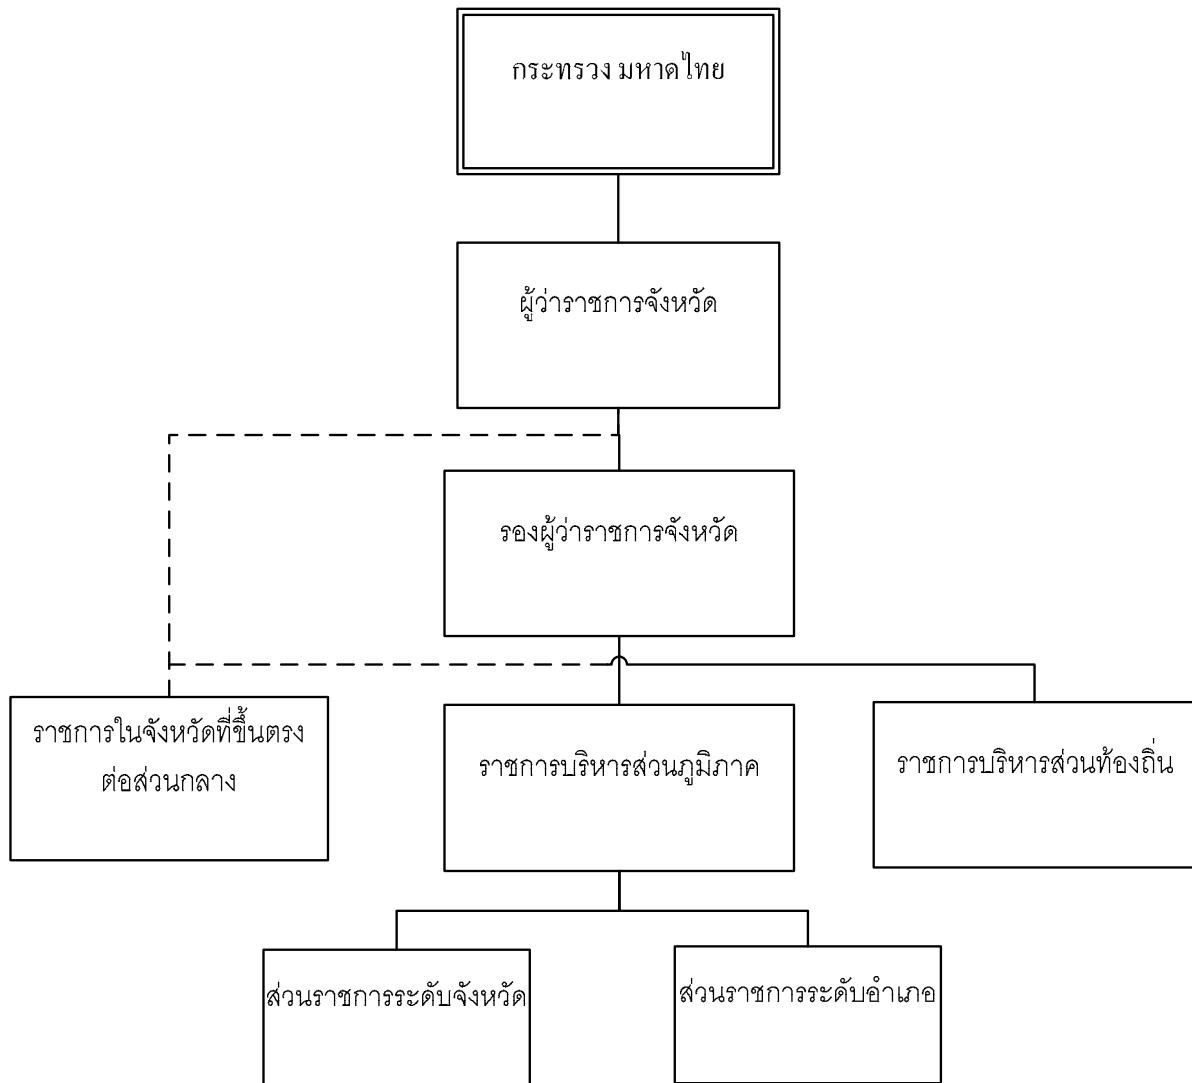 กระทรวง มหาดไทย
ผู้ว่าราชการจังหวัด
รองผู้ว่าราชการจังหวัด
ราชการในจังหวัดที่ขึ้นตรง
ต่อส่วนกลาง
ราชการบริหารส่วนภูมิภาค
ราชการบริหารส่วนท้องถิ่น
ส่วนราชการระดับจังหวัด
ส่วนราชการระดับอำเภอ